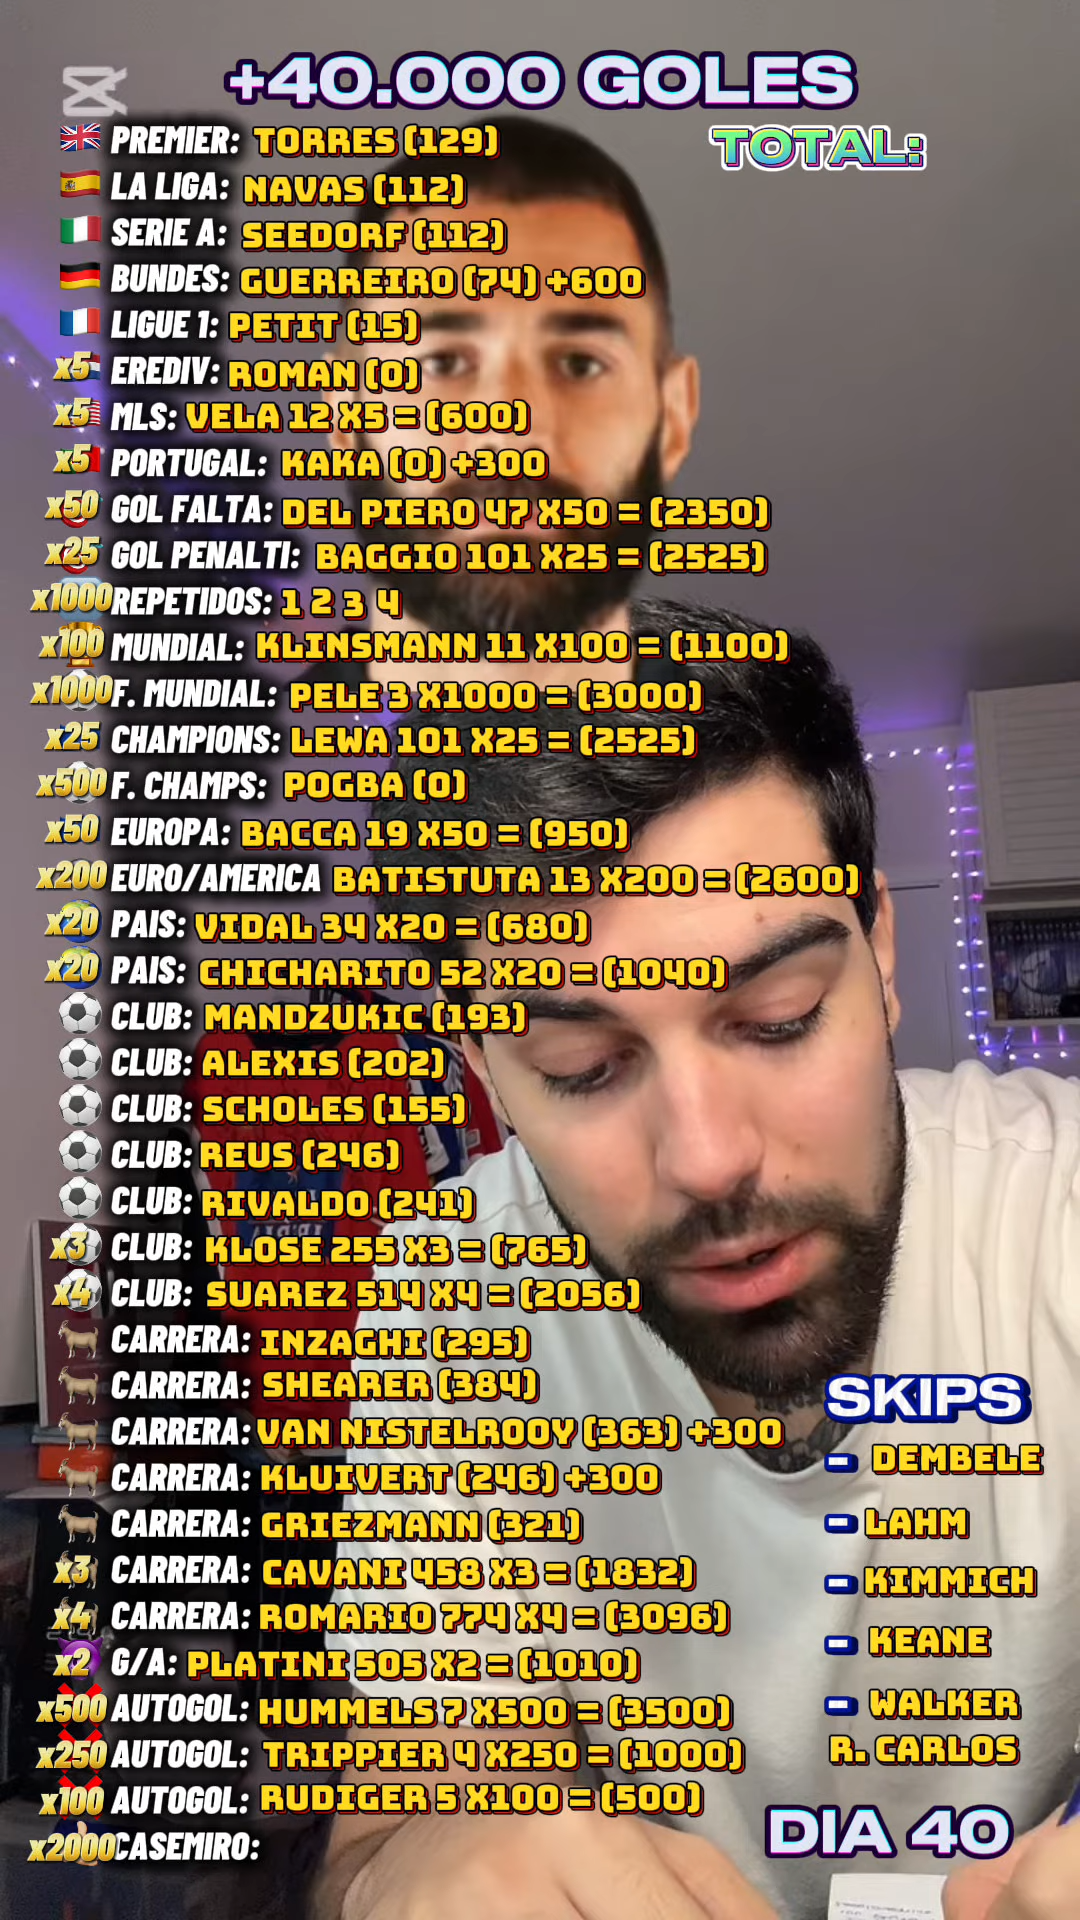 +40.000 GOLES
TOTAL:
PREMIER: TORRES (129)
LA LIGA: NAVAS (112)
SERIE A: SEEDORF (112)
BUNDES: GUERREIRO (74) +600
LIGUE 1: PETIT (15)
x5 EREDIV: ROMAN (0)
x5 MLS: VELA 12 X5 = (600)
x5 PORTUGAL: KAKA (0) +300
x50 GOL FALTA: DEL PIERO 47 X50 = (2350)
x25 GOL PENALTI: BAGGIO 101 X25 = (2525)
x1000 REPETIDOS: 1 2 3 4
x100 MUNDIAL: KLINSMANN 11 X100 = (1100)
x1000 F. MUNDIAL: PELE 3 X1000 = (3000)
x25 CHAMPIONS: LEWA 101 X25 = (2525)
x500 F. CHAMPS: POGBA (0)
x50 EUROPA: BACCA 19 X50 = (950)
x200 EURO/AMERICA BATISTUTA 13 X200 = (2600)
x20 PAIS: VIDAL 34 X20 = (680)
x20 PAIS: CHICHARITO 52 X20 = (1040)
CLUB: MANDZUKIC (193)
CLUB: ALEXIS (202)
CLUB: SCHOLES (155)
CLUB: REUS (246)
CLUB: RIVALDO (241)
x3 CLUB: KLOSE 255 X3 = (765)
x4 CLUB: SUAREZ 514 X4 = (2056)
CARRERA: INZAGHI (295)
CARRERA: SHEARER (384)
CARRERA: VAN NISTELROOY (363) +300
CARRERA: KLUIVERT (246) +300
CARRERA: GRIEZMANN (321)
x3 CARRERA: CAVANI 458 X3 = (1832)
x4 CARRERA: ROMARIO 774 X4 = (3096)
x2 G/A: PLATINI 505 X2 = (1010)
x500 AUTOGOL: HUMMELS 7 X500 = (3500)
x250 AUTOGOL: TRIPPIER 4 X250 = (1000)
x100 AUTOGOL: RUDIGER 5 X100 = (500)
x2000 CASEMIRO:
SKIPS
- DEMBELE
- LAHM
- KIMMICH
- KEANE
- WALKER
R. CARLOS
DIA 40